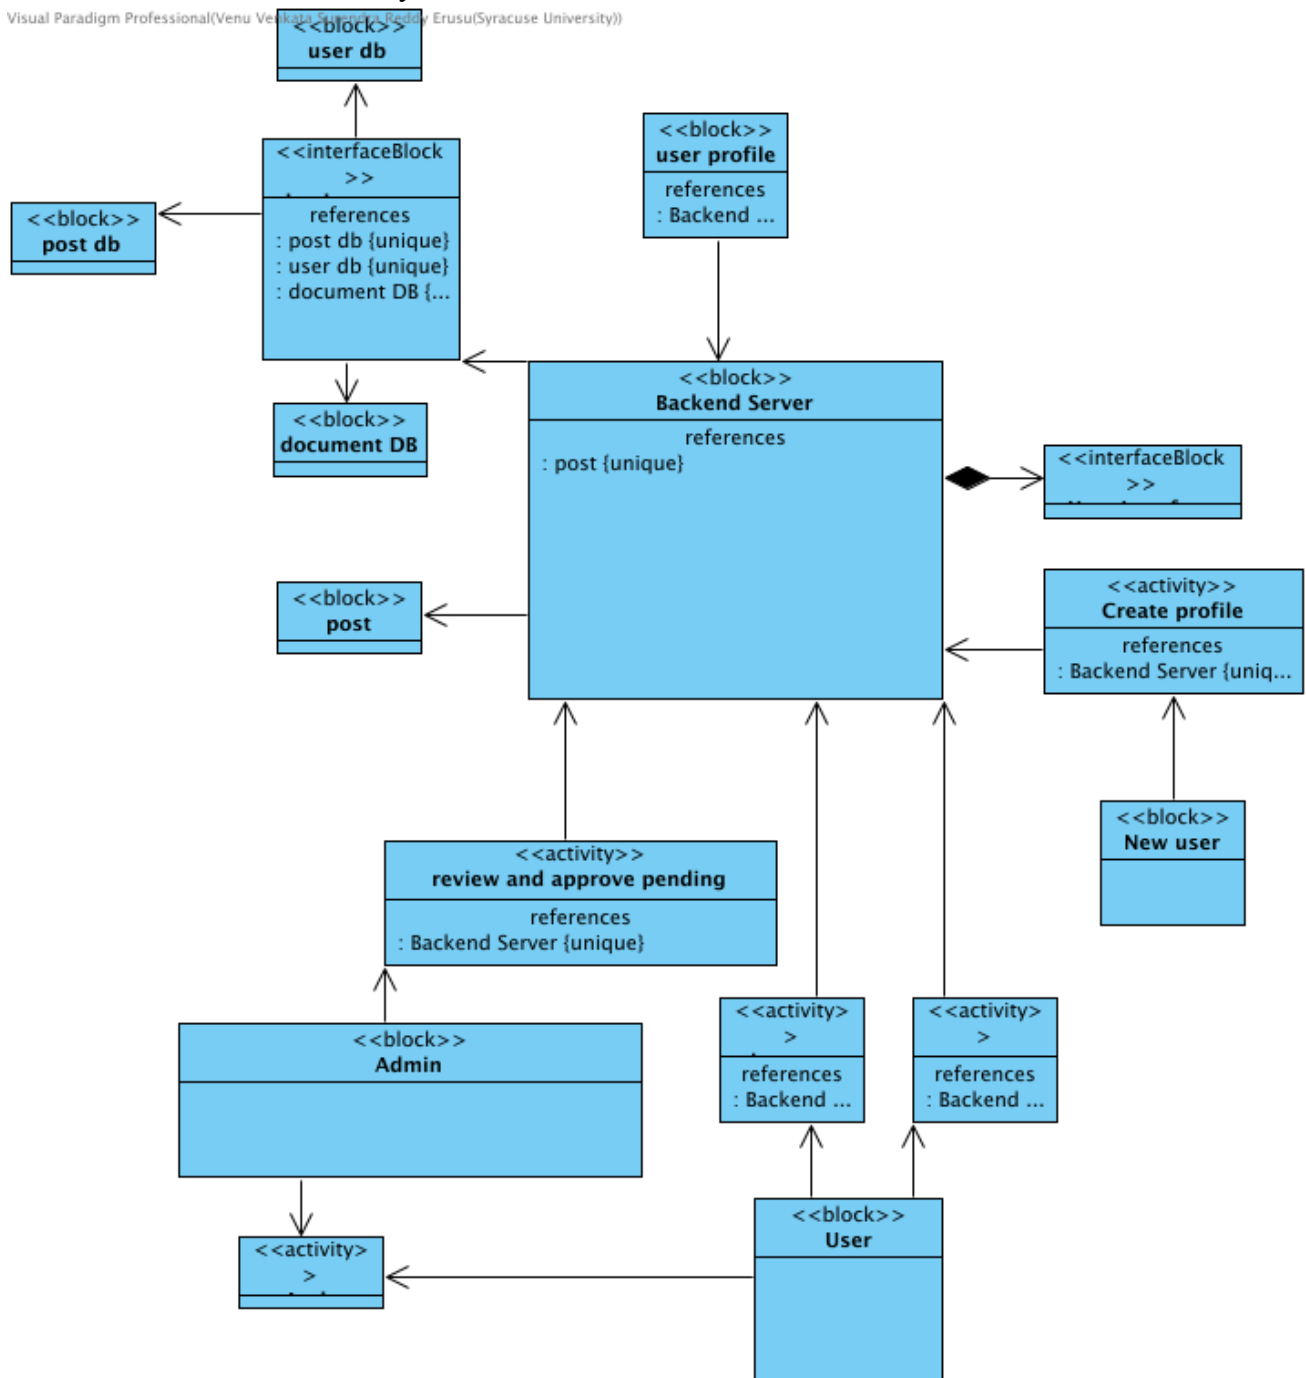 Visual Paradigm Professional(Venu Venkata Surendra Reddy Erusu(Syracuse University))
<<block>>
user db
<<interfaceBlock
>>
references
: post db {unique}
: user db {unique}
: document DB {...
<<block>>
user profile
references
: Backend ...
<<block>>
post db
<<block>>
document DB
<<block>>
Backend Server
references
: post {unique}
<<interfaceBlock
>>
<<block>>
post
<<activity>>
Create profile
references
: Backend Server {uniq...
<<block>>
New user
<<activity>>
review and approve pending
references
: Backend Server {unique}
<<block>>
Admin
<<activity>
>
references
: Backend ...
<<activity>
>
references
: Backend ...
<<block>>
User
<<activity>
>